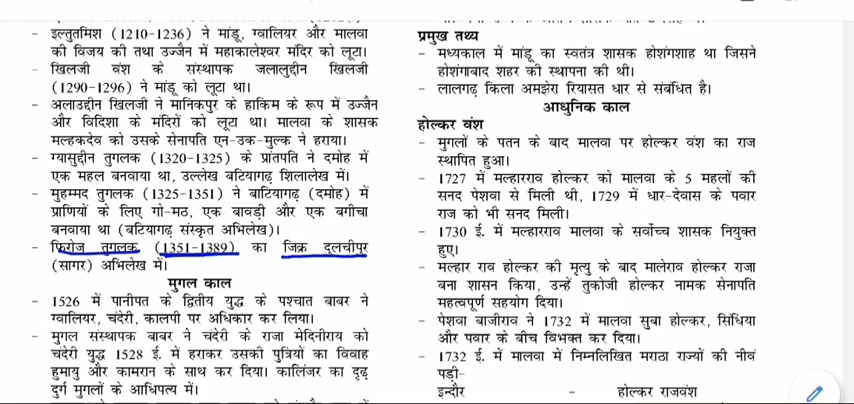 - इल्तुतमिश (1210-1236) ने मांडू, ग्वालियर और मालवा
की विजय की तथा उज्जैन में महाकालेश्वर मंदिर को लूटा।
- खिलजी वंश के संस्थापक जलालुद्दीन खिलजी
(1290-1296) ने मांडू को लूटा था।
- अलाउद्दीन खिलजी ने मानिकपुर के हाकिम के रूप में उज्जैन
और विदिशा के मंदिरों को लूटा था। मालवा के शासक
मल्हकदेव को उसके सेनापति एन-उक-मुल्क ने हराया।
- ग्यासुद्दीन तुगलक (1320-1325) के प्रांतपति ने दमोह में
एक महल बनवाया था, उल्लेख बटियागढ़ शिलालेख में।
- मुहम्मद तुगलक (1325-1351) ने बाटियागढ़ (दमोह) में
प्राणियों के लिए गो-मठ, एक बावड़ी और एक बगीचा
बनवाया था (बटियागढ़ संस्कृत अभिलेख)।
- फिरोज तुगलक (1351-1389) का जिक्र दुलचीपुर
(सागर) अभिलेख में।
मुगल काल
- 1526 में पानीपत के द्वितीय युद्ध के पश्चात बाबर ने
ग्वालियर, चंदेरी, कालपी पर अधिकार कर लिया।
- मुगल संस्थापक बाबर ने चंदेरी के राजा मेदिनीराय को
चंदेरी युद्ध 1528 ई. में हराकर उसकी पुत्रियों का विवाह
हुमायु और कामरान के साथ कर दिया। कालिंजर का दृढ़
दुर्ग मुगलों के आधिपत्य में।
प्रमुख तथ्य
- मध्यकाल में मांडू का स्वतंत्र शासक होशंगशाह था जिसने
होशंगाबाद शहर की स्थापना की थी।
- लालगढ़ किला अमझेरा रियासत धार से संबंधित है।
आधुनिक काल
होल्कर वंश
- मुगलों के पतन के बाद मालवा पर होल्कर वंश का राज
स्थापित हुआ।
- 1727 में मल्हारराव होल्कर को मालवा के 5 महलों की
सनद पेशवा से मिली थी, 1729 में धार-देवास के पवार
राज को भी सनद मिली।
- 1730 ई. में मल्हारराव मालवा के सर्वोच्च शासक नियुक्त
हुए।
- मल्हार राव होल्कर की मृत्यु के बाद मालेराव होल्कर राजा
बना शासन किया, उन्हें तुकोजी होल्कर नामक सेनापति
महत्वपूर्ण सहयोग दिया।
- पेशवा बाजीराव ने 1732 में मालवा सुबा होल्कर, सिंधिया
और पवार के बीच विभक्त कर दिया।
- 1732 ई. में मालवा में निम्नलिखित मराठा राज्यों की नीवं
पड़ी-
इन्दौर - होल्कर राजवंश